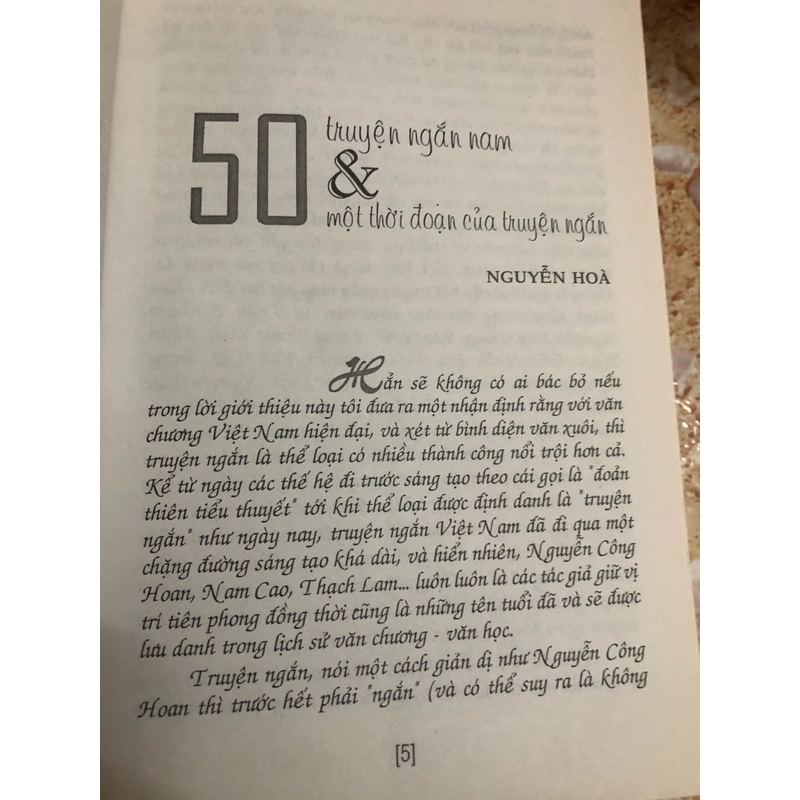 50 truyện ngắn nam
&
một thời đoạn của truyện ngắn
NGUYỄN HOÀ
Hẳn sẽ không có ai bác bỏ nếu
trong lời giới thiệu này tôi đưa ra một nhận định rằng với văn
chương Việt Nam hiện đại, và xét từ bình diện văn xuôi, thì
truyện ngắn là thể loại có nhiều thành công nổi trội hơn cả.
Kể từ ngày các thế hệ đi trước sáng tạo theo cái gọi là "đoản
thiên tiểu thuyết" tới khi thể loại được định danh là "truyện
ngắn" như ngày nay, truyện ngắn Việt Nam đã đi qua một
chặng đường sáng tạo khá dài, và hiển nhiên, Nguyễn Công
Hoan, Nam Cao, Thạch Lam... luôn luôn là các tác giả giữ vị
trí tiên phong đồng thời cũng là những tên tuổi đã và sẽ được
lưu danh trong lịch sử văn chương - văn học.
Truyện ngắn, nói một cách giản dị như Nguyễn Công
Hoan thì trước hết phải "ngắn" (và có thể suy ra là không
[5]